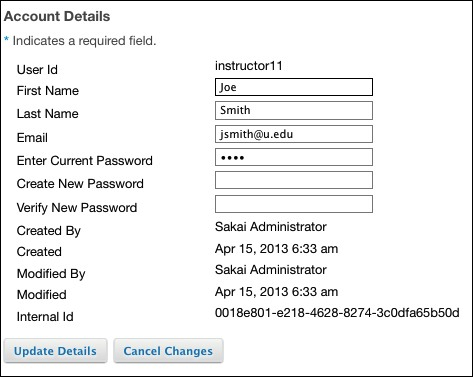 Account Details
* Indicates a required field.
User Id instructor11
First Name Joe
Last Name Smith
Email jsmith@u.edu
Enter Current Password ••••
Create New Password
Verify New Password
Created By Sakai Administrator
Created Apr 15, 2013 6:33 am
Modified By Sakai Administrator
Modified Apr 15, 2013 6:33 am
Internal Id 0018e801-e218-4628-8274-3c0dfa65b50d
Update Details Cancel Changes